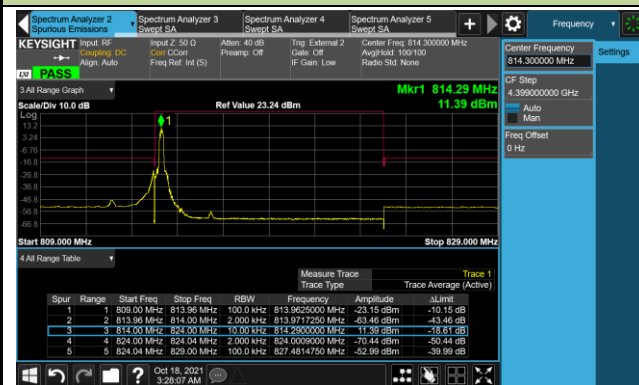 Spectrum Analyzer 2
Spurious Emissions
Spectrum Analyzer 3
Swept SA
Spectrum Analyzer 4
Swept SA
Spectrum Analyzer 5
Swept SA
Frequency
KEYSIGHT
Input: RF
Coupling: DC
Align: Auto
Input Z: 50 Ω
Corr CCorr
Freq Ref: Int (S)
Atten: 40 dB
Preamp: Off
Trig: External 2
Gate: Off
IF Gain: Low
Center Freq: 814.300000 MHz
Avg|Hold: 100/100
Radio Std: None
LXI PASS
Center Frequency
814.300000 MHz
Settings
CF Step
4.399000000 GHz
Auto
Man
Freq Offset
0 Hz
3 All Range Graph
Mkr1 814.29 MHz
11.39 dBm
Scale/Div 10.0 dB
Ref Value 23.24 dBm
Log
13.2
3.24
-6.76
-16.8
-26.8
-36.8
-46.8
-56.8
-66.8
1
Start 809.000 MHz
Stop 829.000 MHz
4 All Range Table
Measure Trace Trace 1
Trace Type Trace Average (Active)
Spur Range Start Freq Stop Freq RBW Frequency Amplitude ΔLimit
1 1 809.00 MHz 813.96 MHz 100.0 kHz 813.9625000 MHz -23.15 dBm -10.15 dB
2 2 813.96 MHz 814.00 MHz 2.000 kHz 813.9717250 MHz -63.46 dBm -43.46 dB
3 3 814.00 MHz 824.00 MHz 10.00 kHz 814.2900000 MHz 11.39 dBm -18.61 dB
4 4 824.00 MHz 824.04 MHz 2.000 kHz 824.0009000 MHz -70.44 dBm -50.44 dB
5 5 824.04 MHz 829.00 MHz 100.0 kHz 827.4814750 MHz -52.99 dBm -39.99 dB
Oct 18, 2021
3:28:07 AM